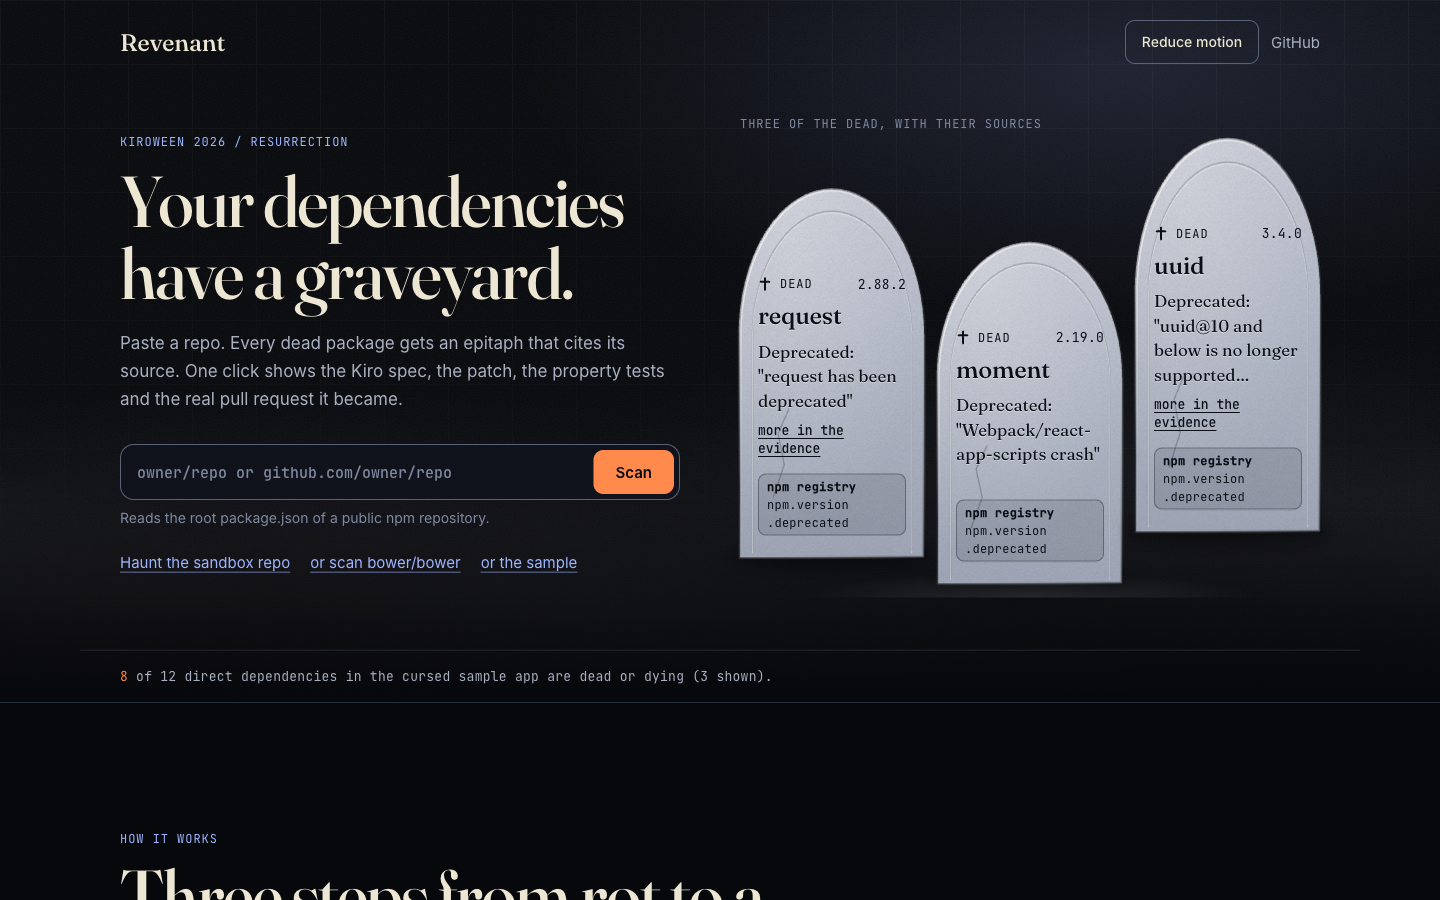 Revenant
Reduce motion
GitHub
KIROWEEN 2026 / RESURRECTION
Your dependencies
have a graveyard.
Paste a repo. Every dead package gets an epitaph that cites its
source. One click shows the Kiro spec, the patch, the property tests
and the real pull request it became.
owner/repo or github.com/owner/repo
Scan
Reads the root package.json of a public npm repository.
Haunt the sandbox repo
or scan bower/bower
or the sample
THREE OF THE DEAD, WITH THEIR SOURCES
DEAD 2.88.2
request
Deprecated:
"request has been
deprecated"
more in the
evidence
npm registry
npm.version
.deprecated
DEAD 2.19.0
moment
Deprecated:
"Webpack/react-
app-scripts crash"
npm registry
npm.version
.deprecated
DEAD 3.4.0
uuid
Deprecated:
"uuid@10 and
below is no longer
supported…
more in the
evidence
npm registry
npm.version
.deprecated
8 of 12 direct dependencies in the cursed sample app are dead or dying (3 shown).
HOW IT WORKS
Three steps from rot to a